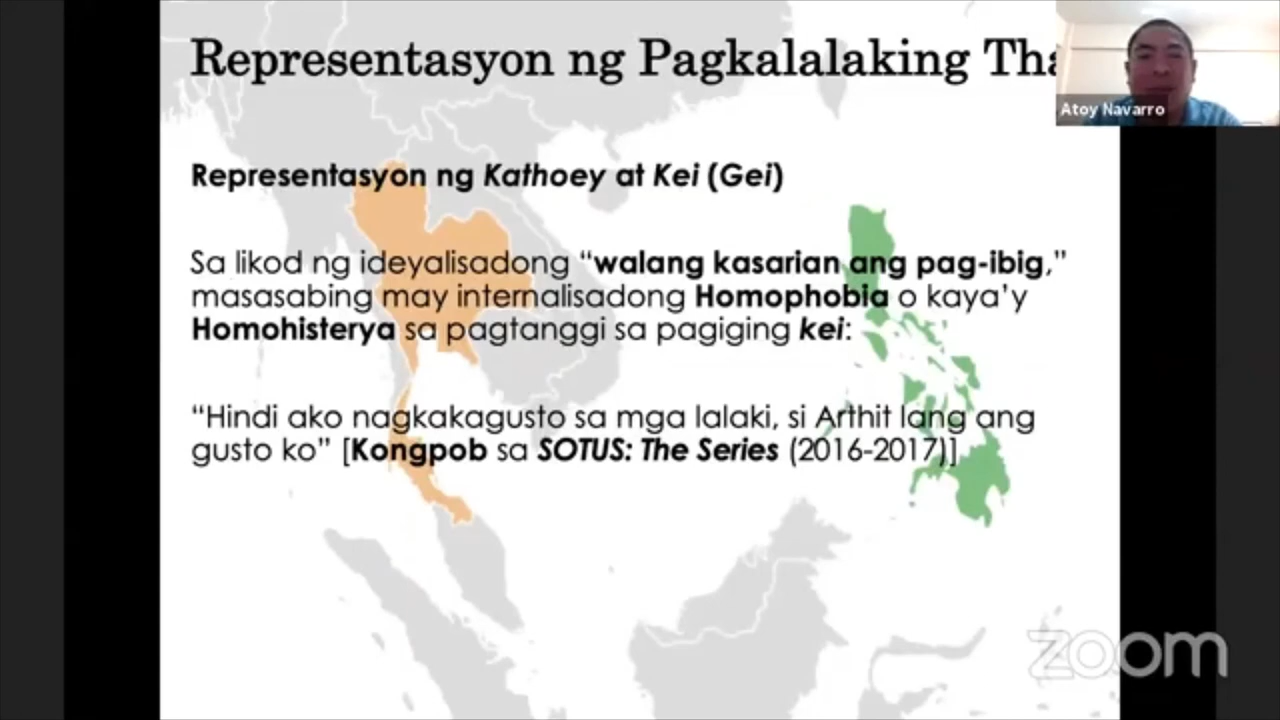 Representasyon ng Pagkalalaking Tha
Atoy Navarro
Representasyon ng Kathoey at Kei (Gei)
Sa likod ng ideyalisadong “walang kasarian ang pag-ibig,”
masasabing may internalisadong Homophobia o kaya’y
Homohisterya sa pagtanggi sa pagiging kei:
“Hindi ako nagkakagusto sa mga lalaki, si Arthit lang ang
gusto ko” [Kongpob sa SOTUS: The Series (2016-2017)]
zoom